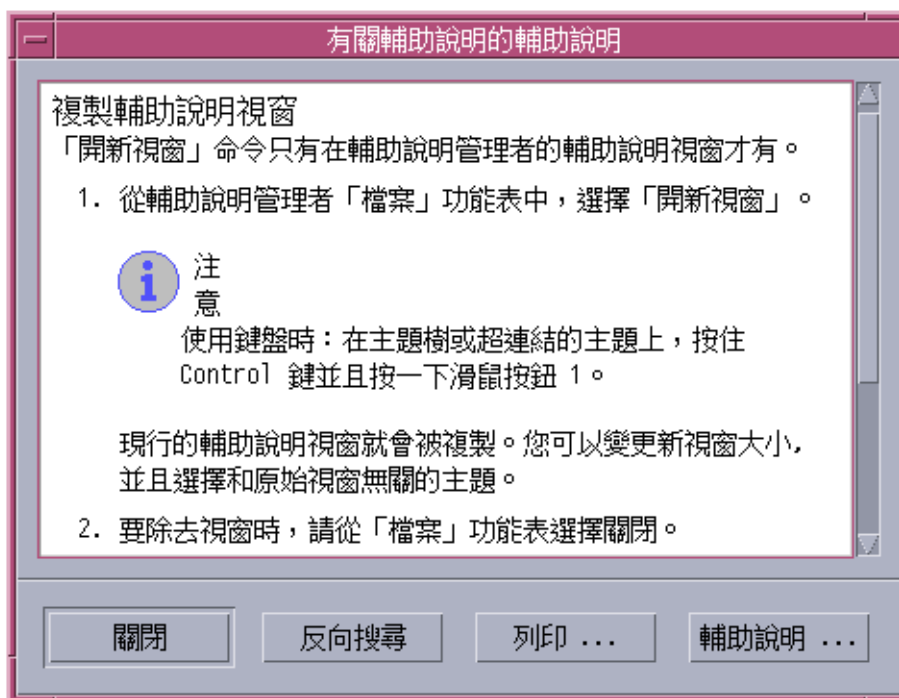 有關輔助說明的輔助說明
複製輔助說明視窗
「開新視窗」命令只有在輔助說明管理者的輔助說明視窗才有。
1. 從輔助說明管理者「檔案」功能表中，選擇「開新視窗」。
注
意
使用鍵盤時：在主題樹或超連結的主題上，按住
Control 鍵並且按一下滑鼠按鈕 1。
現行的輔助說明視窗就會被複製。您可以變更新視窗大小,
並且選擇和原始視窗無關的主題。
2. 要除去視窗時，請從「檔案」功能表選擇關閉。
關閉 反向搜尋 列印 ... 輔助說明 ...